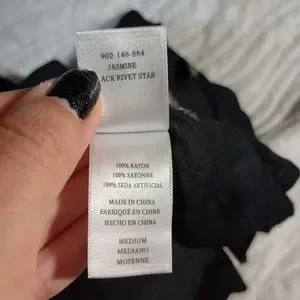 902-148-884
JASMINE
ACK RIVET STAR
100% RAYON
100% SAYONNE
100% SEDA ARTIFICIAL
MADE IN CHINA
FABRIQUÉ EN CHINE
HECHO EN CHINA
MEDIUM
MEDIANO
MOYENNE